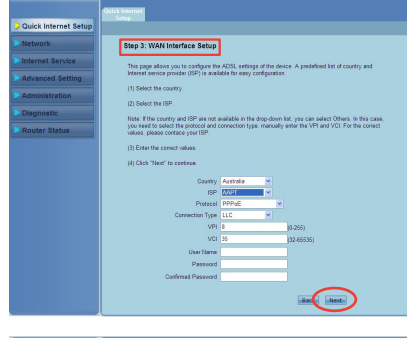 Quick Internet
Setup
Quick Internet Setup
Network
Internet Service
Advanced Setting
Administration
Diagnostic
Router Status
Step 3: WAN Interface Setup
This page allows you to configure the ADSL settings of the device. A predefined list of country and
Internet service provider (ISP) is available for easy configuration.
(1) Select the country.
(2) Select the ISP.
Note: If the country and ISP are not available in the drop-down list, you can select Others. In this case,
you need to select the protocol and connection type, manually enter the VPI and VCI. For the correct
values, please contace your ISP.
(3) Enter the correct values
(4) Click "Next" to continue.
Country Australia
ISP AAPT
Protocol PPPoE
Connection Type LLC
VPI 8 (0-255)
VCI 35 (32-65535)
User Name
Password
Confirmed Password
Back Next